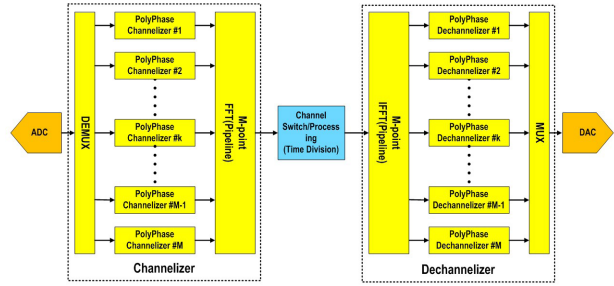 ADC
DEMUX
PolyPhase
Channelizer #1
PolyPhase
Channelizer #2
PolyPhase
Channelizer #k
PolyPhase
Channelizer #M-1
PolyPhase
Channelizer #M
M-point
FFT(Pipeline)
Channelizer
Channel
Switch/Process
ing
(Time Division)
M-point
IFFT(Pipeline)
PolyPhase
Dechannelizer #1
PolyPhase
Dechannelizer #2
PolyPhase
Dechannelizer #k
PolyPhase
Dechannelizer #M-1
PolyPhase
Dechannelizer #M
MUX
Dechannelizer
DAC